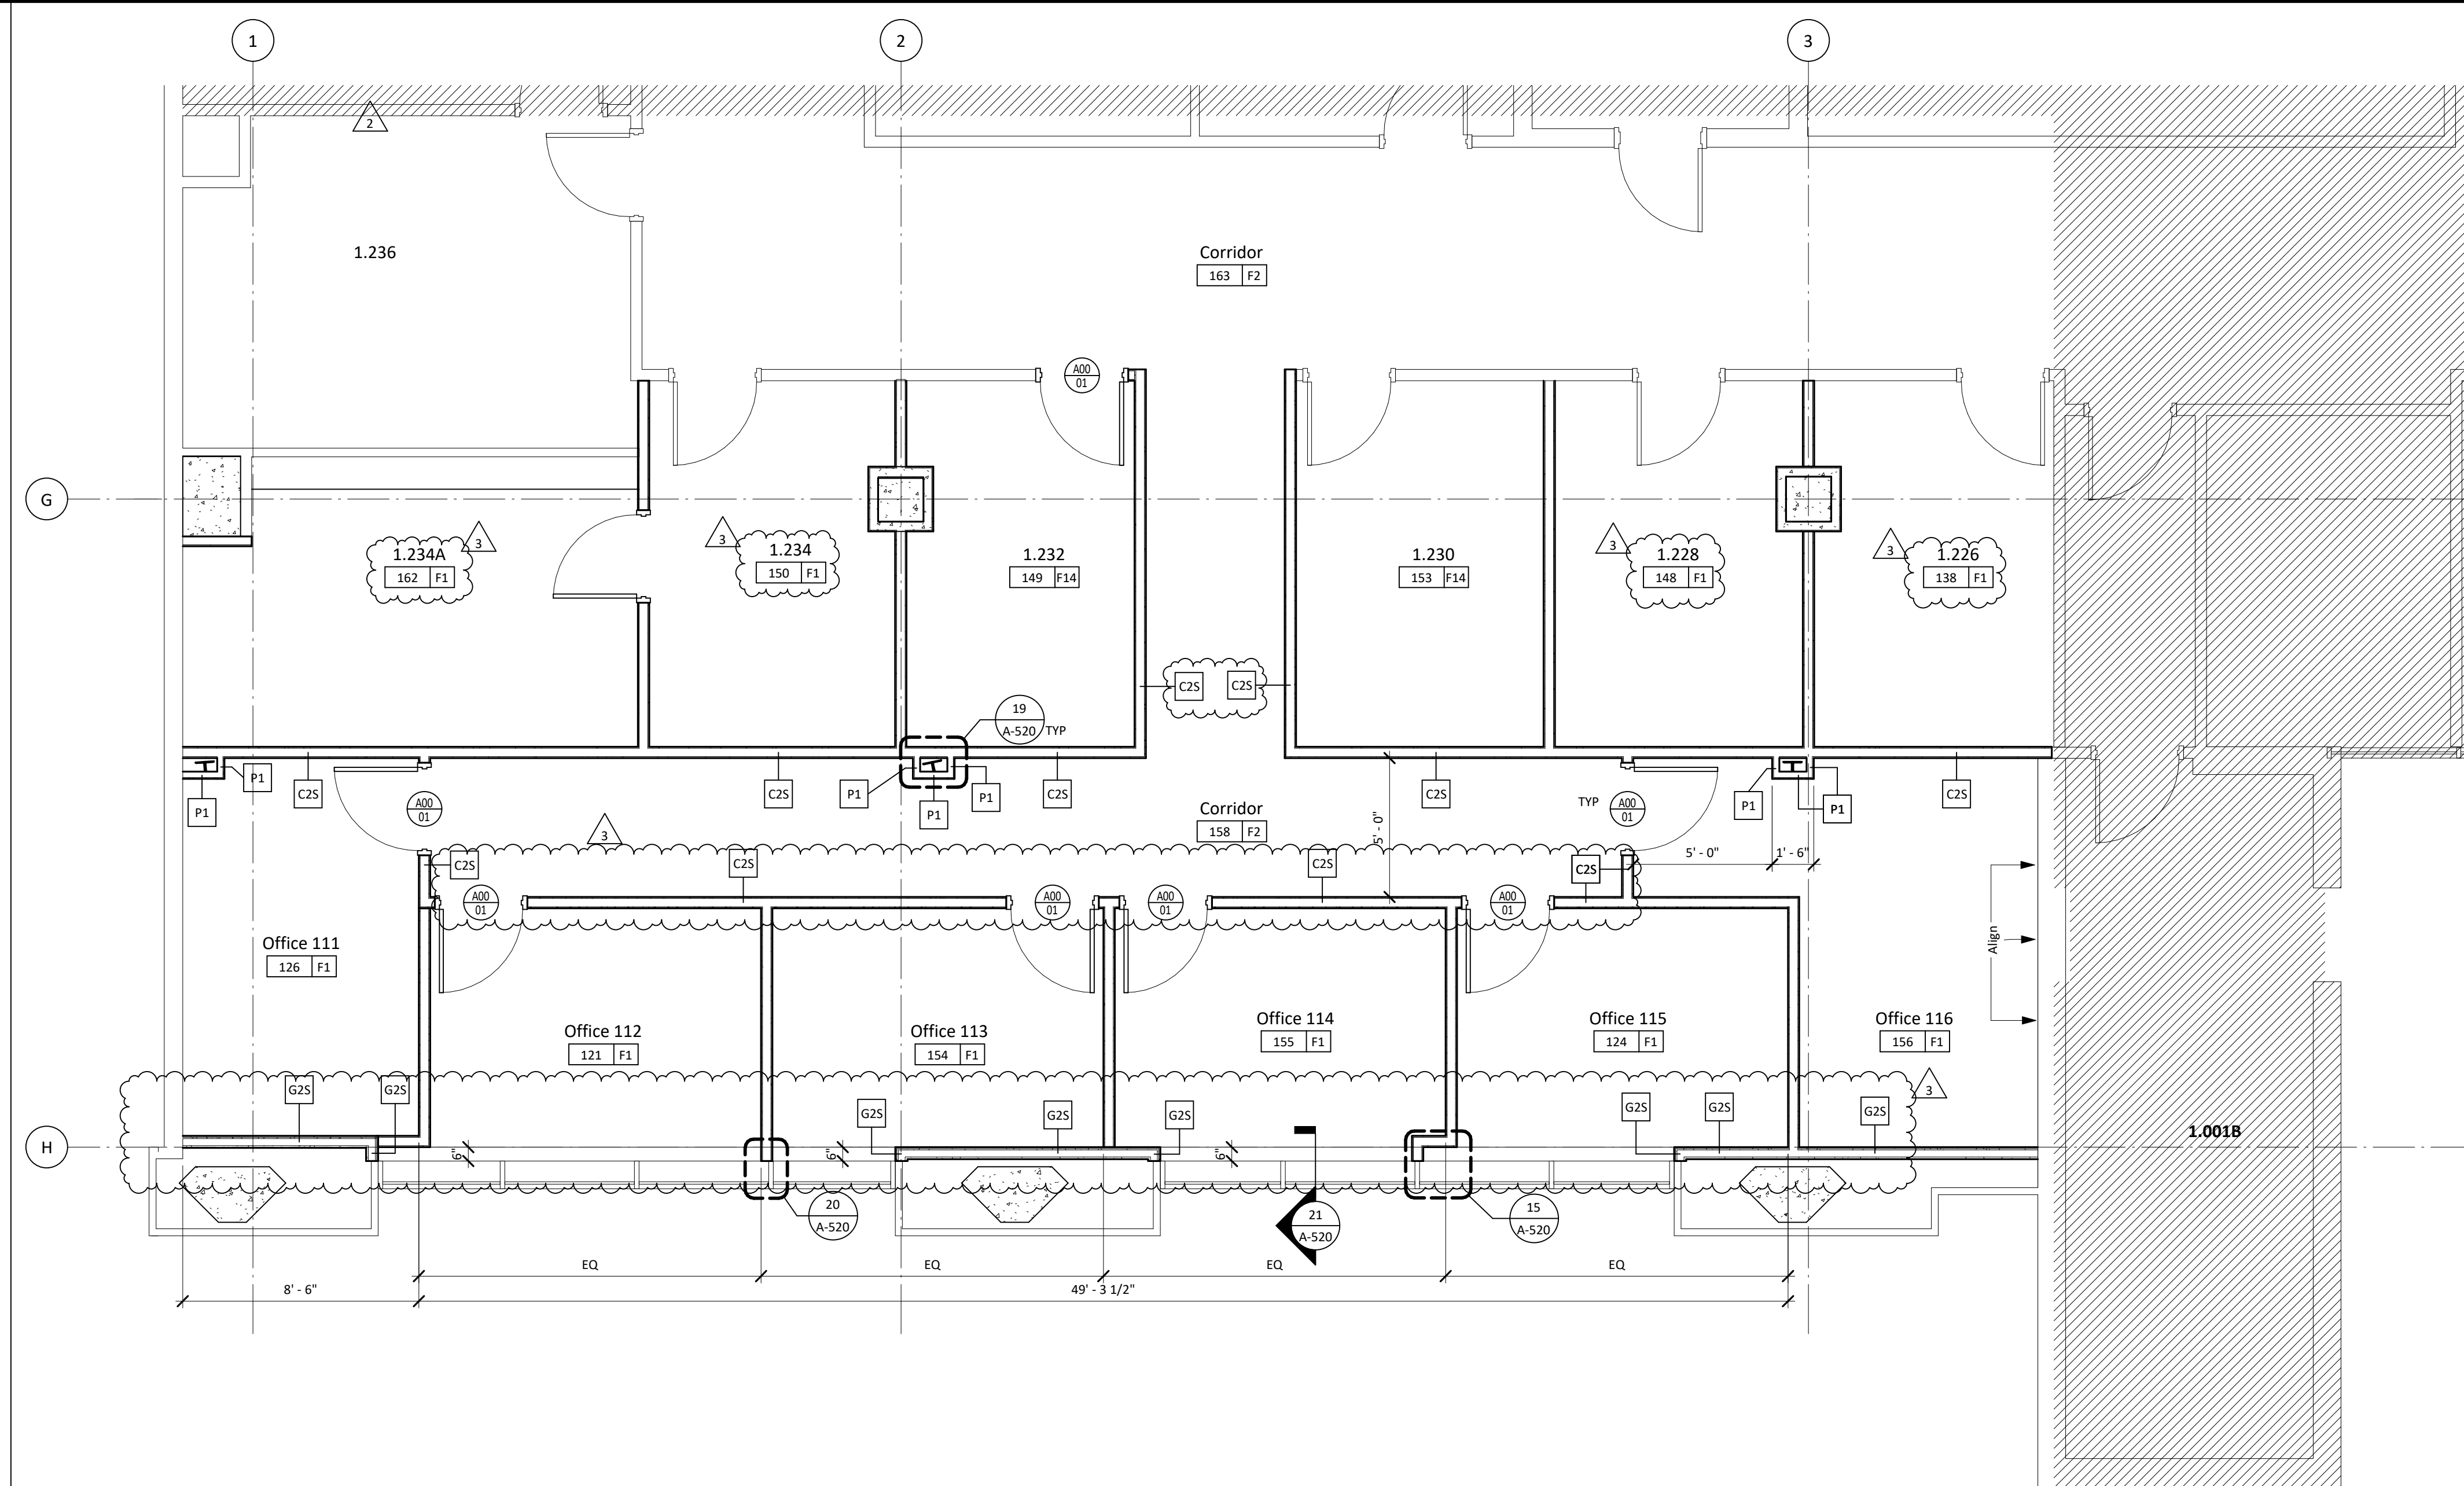 1
2
3
2
1.236
Corridor
163 F2
A00
01
G
3
1.234A
162 F1
3
1.234
150 F1
1.232
149 F14
1.230
153 F14
3
1.228
148 F1
3
1.226
138 F1
C2S
C2S
19
A-520
TYP
P1
P1
C2S
A00
01
C2S
P1
P1
P1
C2S
Corridor
158 F2
5' - 0"
C2S
TYP
A00
01
P1
P1
C2S
3
C2S
C2S
C2S
C2S
5' - 0"
1' - 6"
A00
01
A00
01
A00
01
A00
01
Align
Office 111
126 F1
Office 112
121 F1
Office 113
154 F1
Office 114
155 F1
Office 115
124 F1
Office 116
156 F1
3
G2S
G2S
G2S
G2S
G2S
G2S
G2S
G2S
H
6"
6"
6"
1.001B
20
A-520
21
A-520
15
A-520
EQ
EQ
EQ
EQ
8' - 6"
49' - 3 1/2"